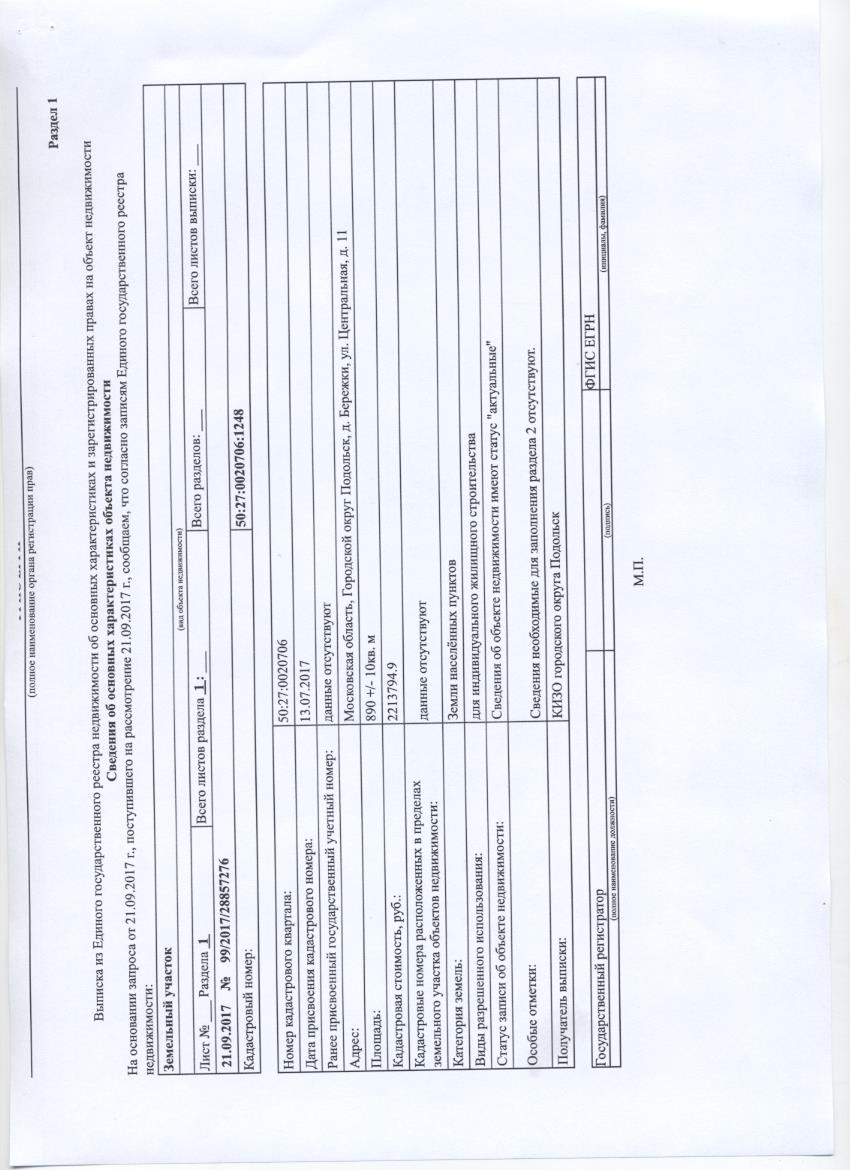 (полное наименование органа регистрации прав)
Раздел 1
Выписка из Единого государственного реестра недвижимости об основных характеристиках и зарегистрированных правах на объект недвижимости
Сведения об основных характеристиках объекта недвижимости
На основании запроса от 21.09.2017 г., поступившего на рассмотрение 21.09.2017 г., сообщаем, что согласно записям Единого государственного реестра
недвижимости:
Земельный участок
(вид объекта недвижимости)
Лист № ___ Раздела 1 Всего листов раздела 1 : ___ Всего разделов: ___ Всего листов выписки: ___
21.09.2017 № 99/2017/28857276
Кадастровый номер: 50:27:0020706:1248
Номер кадастрового квартала: 50:27:0020706
Дата присвоения кадастрового номера: 13.07.2017
Ранее присвоенный государственный учетный номер: данные отсутствуют
Адрес: Московская область, Городской округ Подольск, д. Бережки, ул. Центральная, д. 11
Площадь: 890 +/- 10кв. м
Кадастровая стоимость, руб.: 2213794.9
Кадастровые номера расположенных в пределах
земельного участка объектов недвижимости: данные отсутствуют
Категория земель: Земли населённых пунктов
Виды разрешенного использования: для индивидуального жилищного строительства
Статус записи об объекте недвижимости: Сведения об объекте недвижимости имеют статус "актуальные"
Особые отметки: Сведения необходимые для заполнения раздела 2 отсутствуют.
Получатель выписки: КИЗО городского округа Подольск
Государственный регистратор ФГИС ЕГРН
(полное наименование должности) (подпись) (инициалы, фамилия)
М.П.